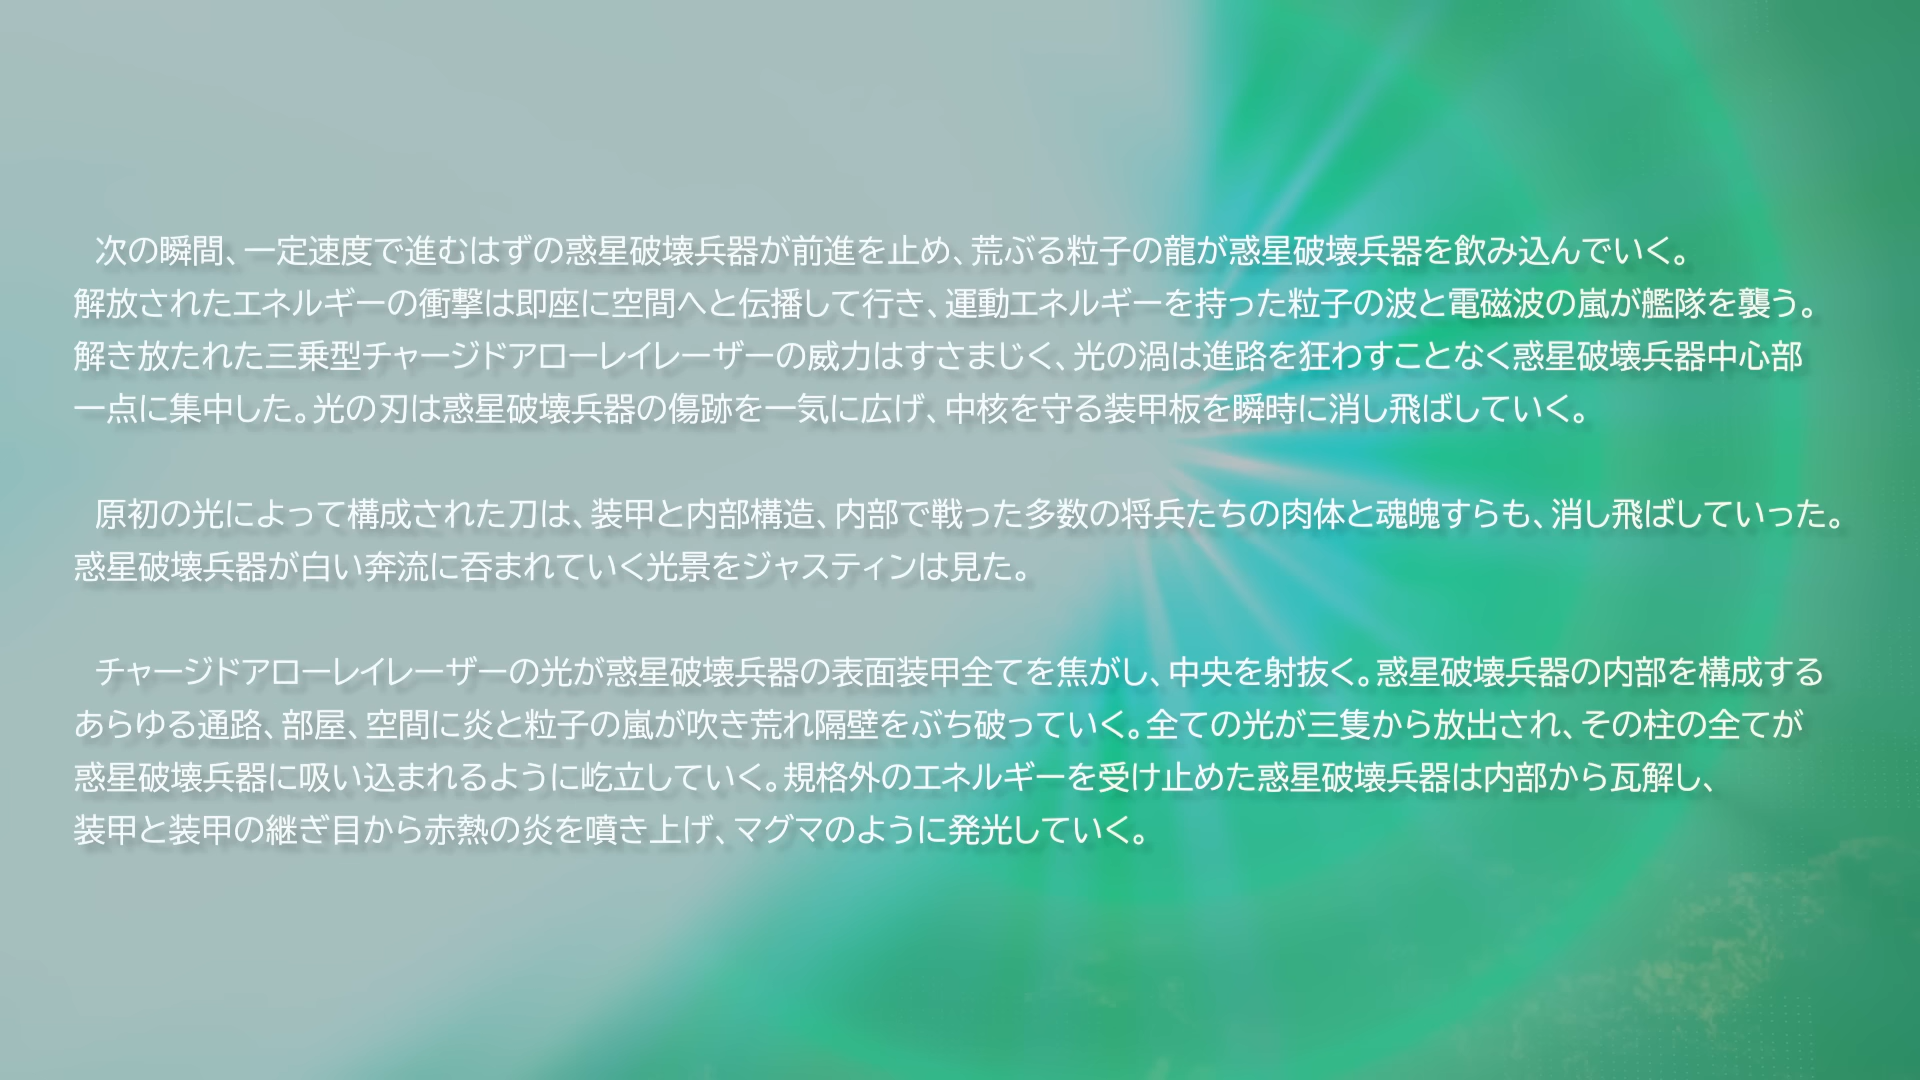 次の瞬間、一定速度で進むはずの惑星破壊兵器が前進を止め、荒ぶる粒子の龍が惑星破壊兵器を飲み込んでいく。
解放されたエネルギーの衝撃は即座に空間へと伝播して行き、運動エネルギーを持った粒子の波と電磁波の嵐が艦隊を襲う。
解き放たれた三乗型チャージドアローレイレーザーの威力はすさまじく、光の渦は進路を狂わすことなく惑星破壊兵器中心部
一点に集中した。光の刃は惑星破壊兵器の傷跡を一気に広げ、中核を守る装甲板を瞬時に消し飛ばしていく。
原初の光によって構成された刀は、装甲と内部構造、内部で戦った多数の将兵たちの肉体と魂魄すらも、消し飛ばしていった。
惑星破壊兵器が白い奔流に呑まれていく光景をジャスティンは見た。
チャージドアローレイレーザーの光が惑星破壊兵器の表面装甲全てを焦がし、中央を射抜く。惑星破壊兵器の内部を構成する
あらゆる通路、部屋、空間に炎と粒子の嵐が吹き荒れ隔壁をぶち破っていく。全ての光が三隻から放出され、その柱の全てが
惑星破壊兵器に吸い込まれるように屹立していく。規格外のエネルギーを受け止めた惑星破壊兵器は内部から瓦解し、
装甲と装甲の継ぎ目から赤熱の炎を噴き上げ、マグマのように発光していく。